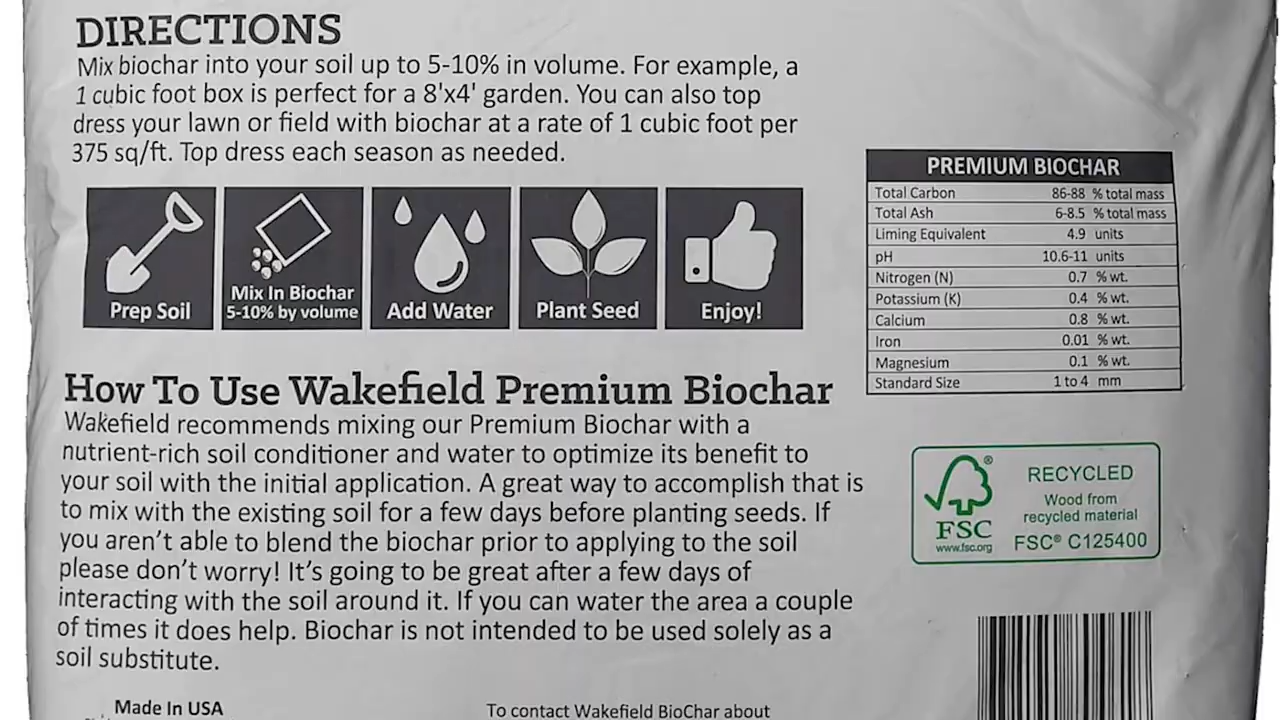 DIRECTIONS
Mix biochar into your soil up to 5-10% in volume. For example, a
1 cubic foot box is perfect for a 8'x4' garden. You can also top
dress your lawn or field with biochar at a rate of 1 cubic foot per
375 sq/ft. Top dress each season as needed.
Prep Soil
Mix In Biochar
5-10% by volume
Add Water
Plant Seed
Enjoy!
PREMIUM BIOCHAR
Total Carbon 86-88 % total mass
Total Ash 6-8.5 % total mass
Liming Equivalent 4.9 units
pH 10.6-11 units
Nitrogen (N) 0.7 % wt.
Potassium (K) 0.4 % wt.
Calcium 0.8 % wt.
Iron 0.01 % wt.
Magnesium 0.1 % wt.
Standard Size 1 to 4 mm
How To Use Wakefield Premium Biochar
Wakefield recommends mixing our Premium Biochar with a
nutrient-rich soil conditioner and water to optimize its benefit to
your soil with the initial application. A great way to accomplish that is
to mix with the existing soil for a few days before planting seeds. If
you aren't able to blend the biochar prior to applying to the soil
please don't worry! It's going to be great after a few days of
interacting with the soil around it. If you can water the area a couple
of times it does help. Biochar is not intended to be used solely as a
soil substitute.
®
FSC
www.fsc.org
RECYCLED
Wood from
recycled material
FSC® C125400
Made In USA
To contact Wakefield BioChar about